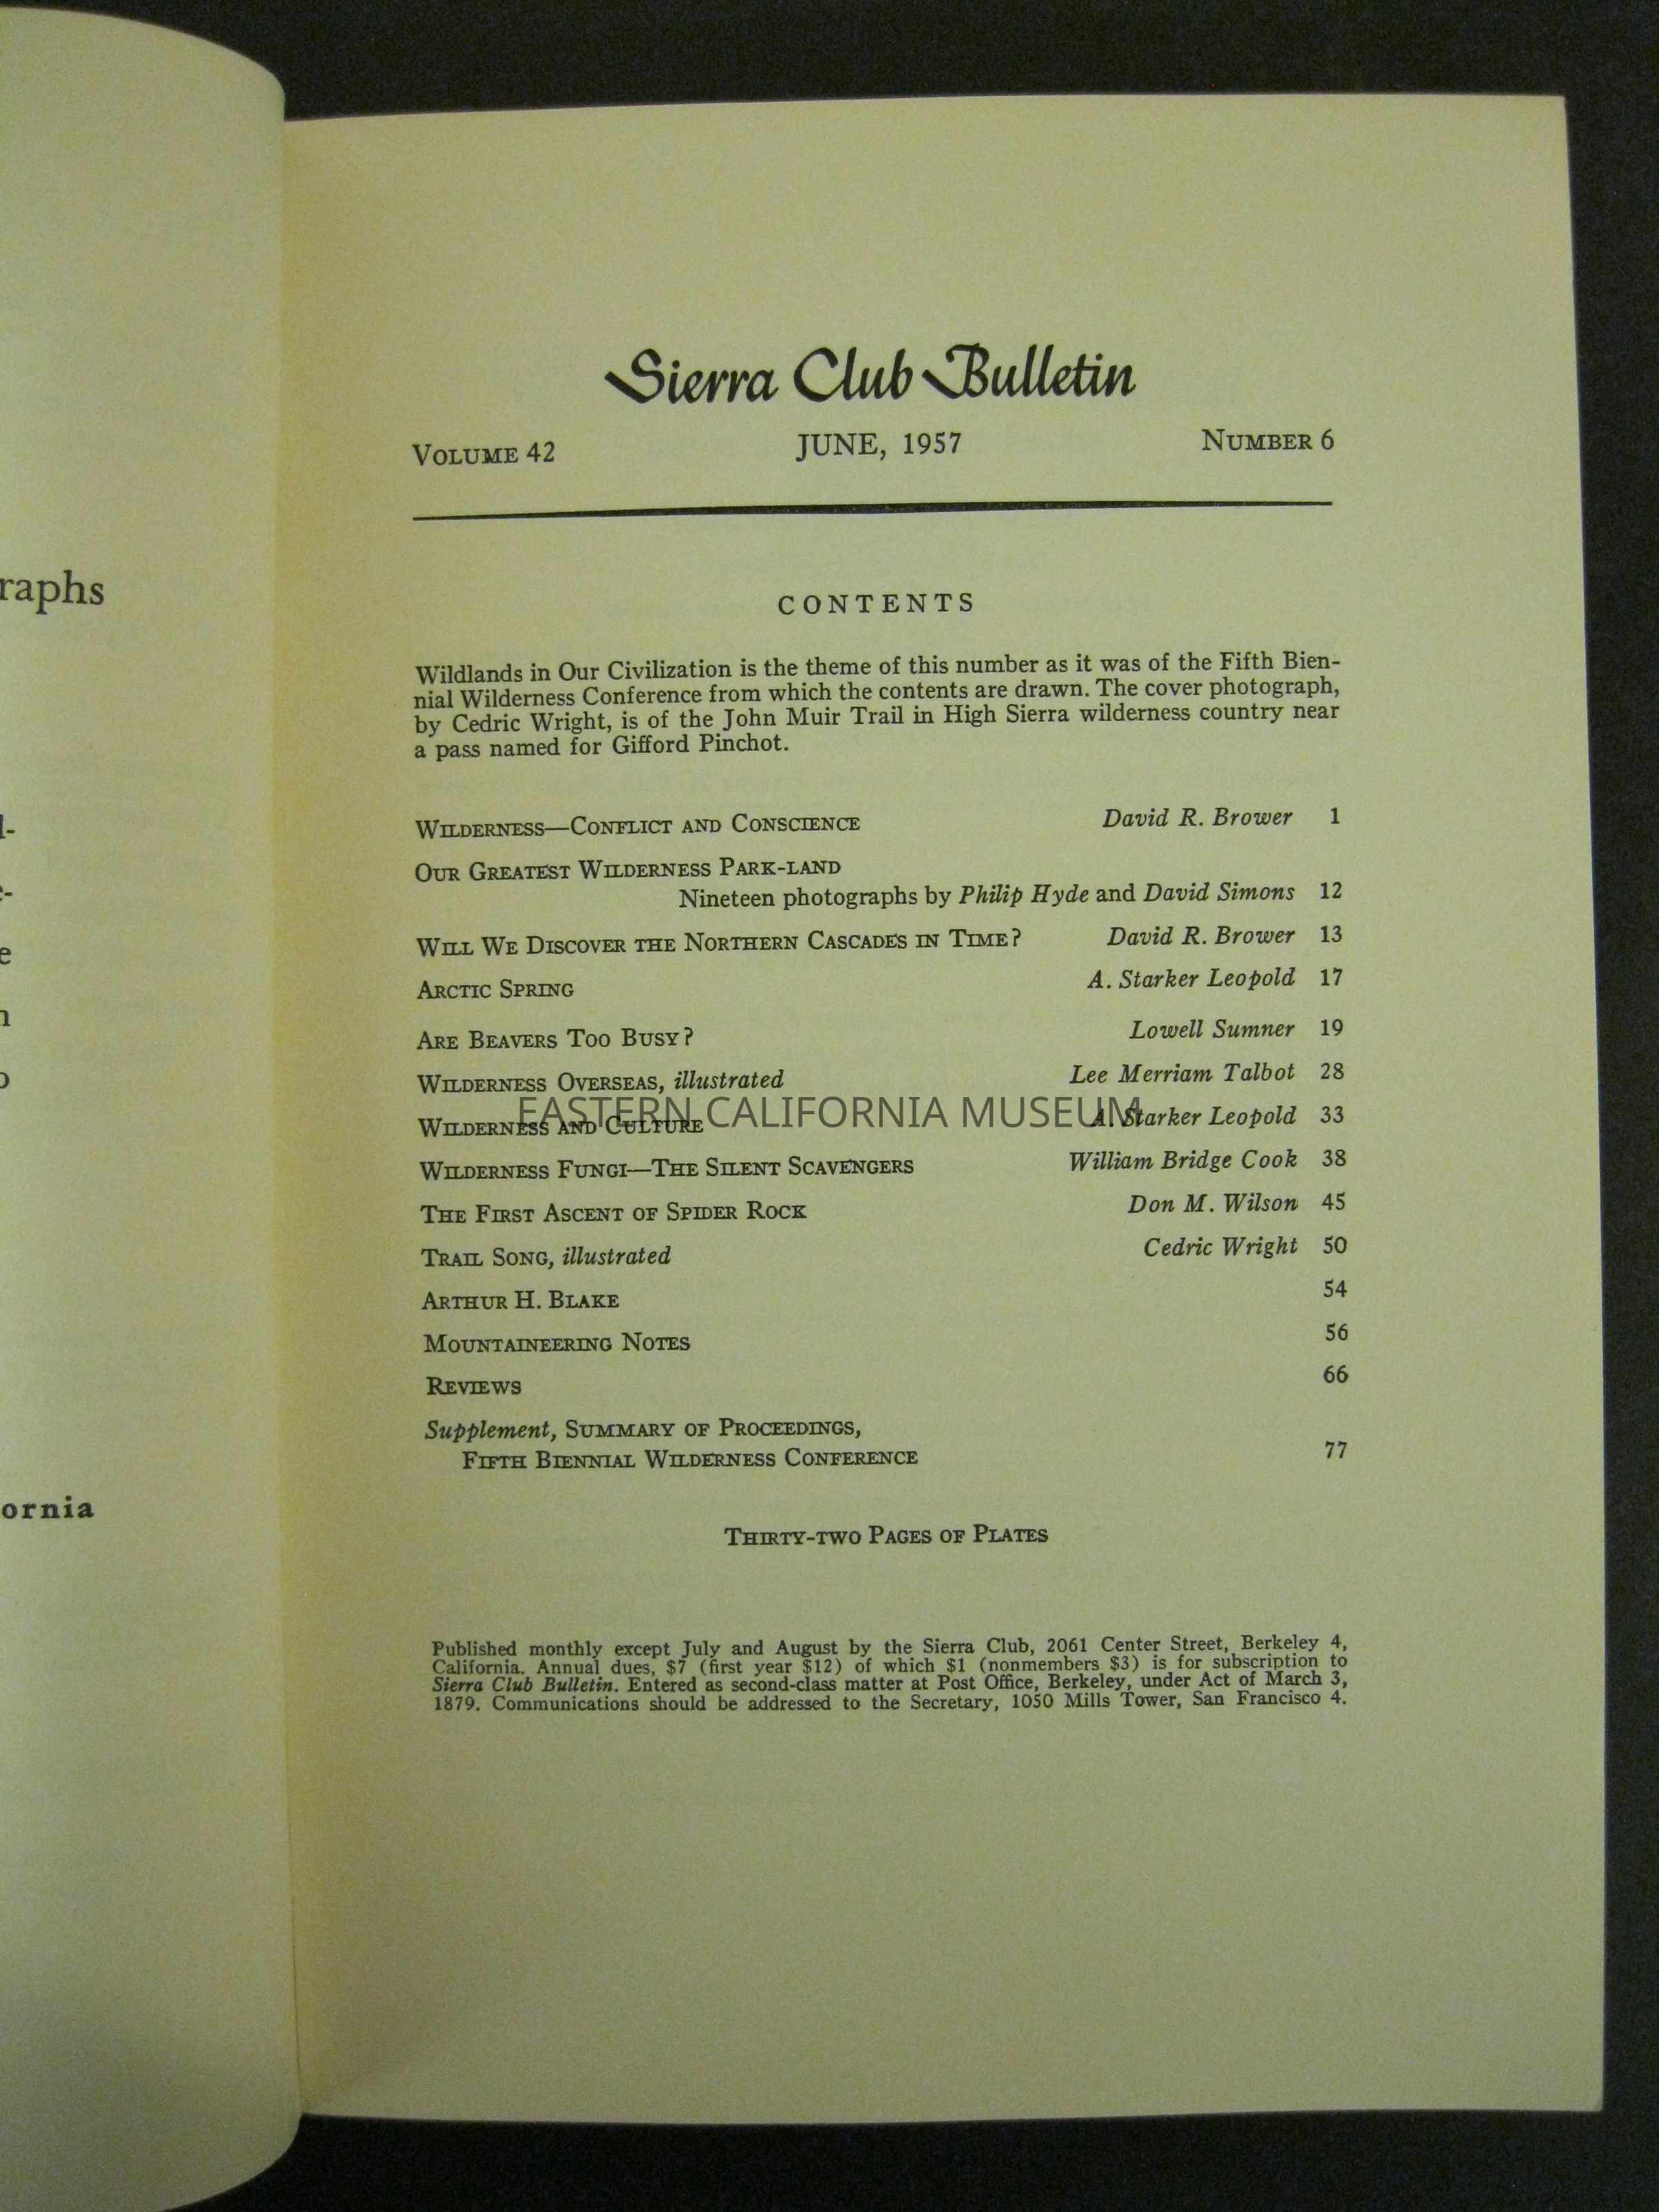 raphs
l-
e-
e
n
o
ornia
Sierra Club Bulletin
VOLUME 42 JUNE, 1957 NUMBER 6
CONTENTS
Wildlands in Our Civilization is the theme of this number as it was of the Fifth Bien-
nial Wilderness Conference from which the contents are drawn. The cover photograph,
by Cedric Wright, is of the John Muir Trail in High Sierra wilderness country near
a pass named for Gifford Pinchot.
WILDERNESS—CONFLICT AND CONSCIENCE David R. Brower 1
OUR GREATEST WILDERNESS PARK-LAND
Nineteen photographs by Philip Hyde and David Simons 12
WILL WE DISCOVER THE NORTHERN CASCADES IN TIME? David R. Brower 13
ARCTIC SPRING A. Starker Leopold 17
ARE BEAVERS TOO BUSY? Lowell Sumner 19
WILDERNESS OVERSEAS, illustrated Lee Merriam Talbot 28
EASTERN CALIFORNIA MUSEUM
WILDERNESS AND CULTURE A. Starker Leopold 33
WILDERNESS FUNGI—THE SILENT SCAVENGERS William Bridge Cook 38
THE FIRST ASCENT OF SPIDER ROCK Don M. Wilson 45
TRAIL SONG, illustrated Cedric Wright 50
ARTHUR H. BLAKE 54
MOUNTAINEERING NOTES 56
REVIEWS 66
Supplement, SUMMARY OF PROCEEDINGS,
FIFTH BIENNIAL WILDERNESS CONFERENCE 77
THIRTY-TWO PAGES OF PLATES
Published monthly except July and August by the Sierra Club, 2061 Center Street, Berkeley 4,
California. Annual dues, $7 (first year $12) of which $1 (nonmembers $3) is for subscription to
Sierra Club Bulletin. Entered as second-class matter at Post Office, Berkeley, under Act of March 3,
1879. Communications should be addressed to the Secretary, 1050 Mills Tower, San Francisco 4.